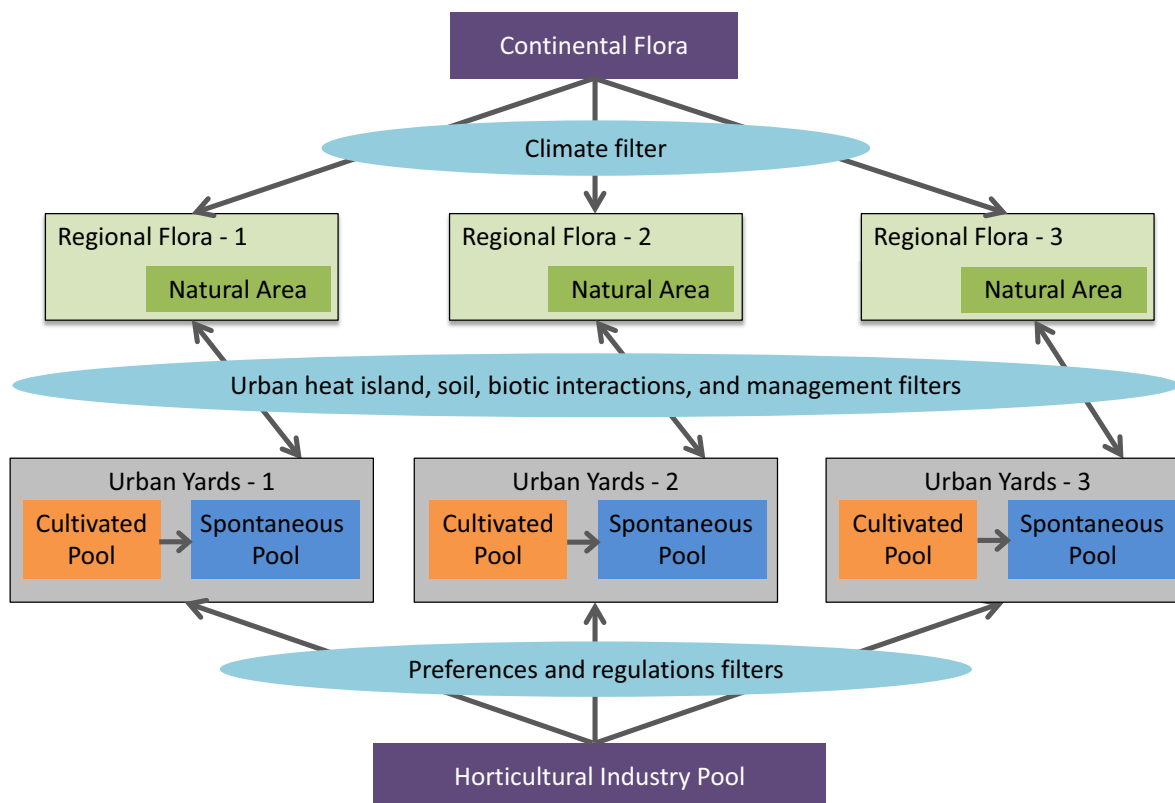 Continental Flora
Climate filter
Regional Flora - 1
Natural Area
Regional Flora - 2
Natural Area
Regional Flora - 3
Natural Area
Urban heat island, soil, biotic interactions, and management filters
Urban Yards - 1
Cultivated
Pool
Spontaneous
Pool
Urban Yards - 2
Cultivated
Pool
Spontaneous
Pool
Urban Yards - 3
Cultivated
Pool
Spontaneous
Pool
Preferences and regulations filters
Horticultural Industry Pool